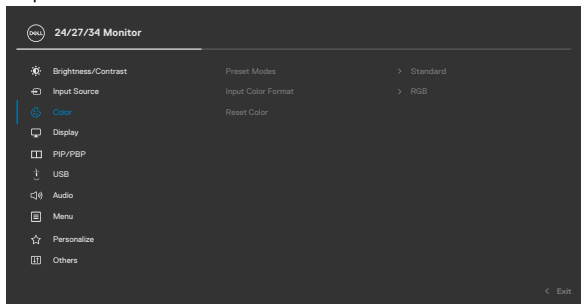 DELL 24/27/34 Monitor
Brightness/Contrast Preset Modes > Standard
Input Source Input Color Format > RGB
Color Reset Color
Display
PIP/PBP
USB
Audio
Menu
Personalize
Others
< Exit